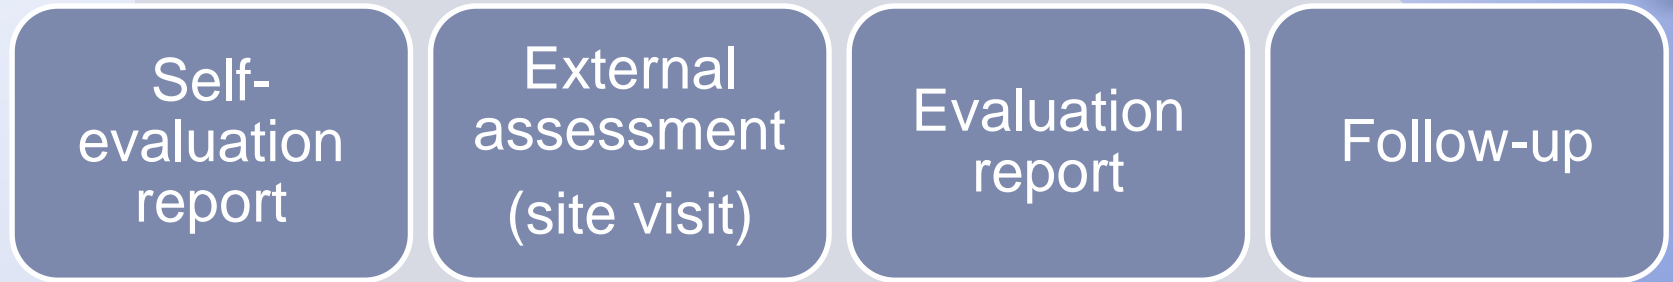 Self-
evaluation
report
External
assessment
(site visit)
Evaluation
report
Follow-up